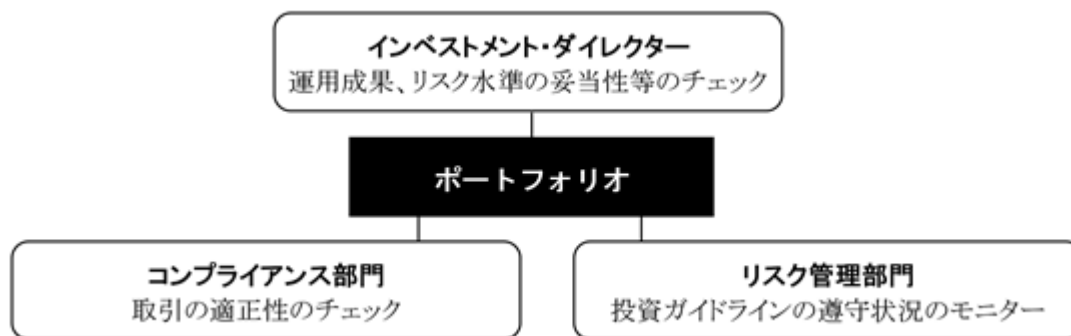 インベストメント・ダイレクター
運用成果、リスク水準の妥当性等のチェック
ポートフォリオ
コンプライアンス部門
取引の適正性のチェック
リスク管理部門
投資ガイドラインの遵守状況のモニター